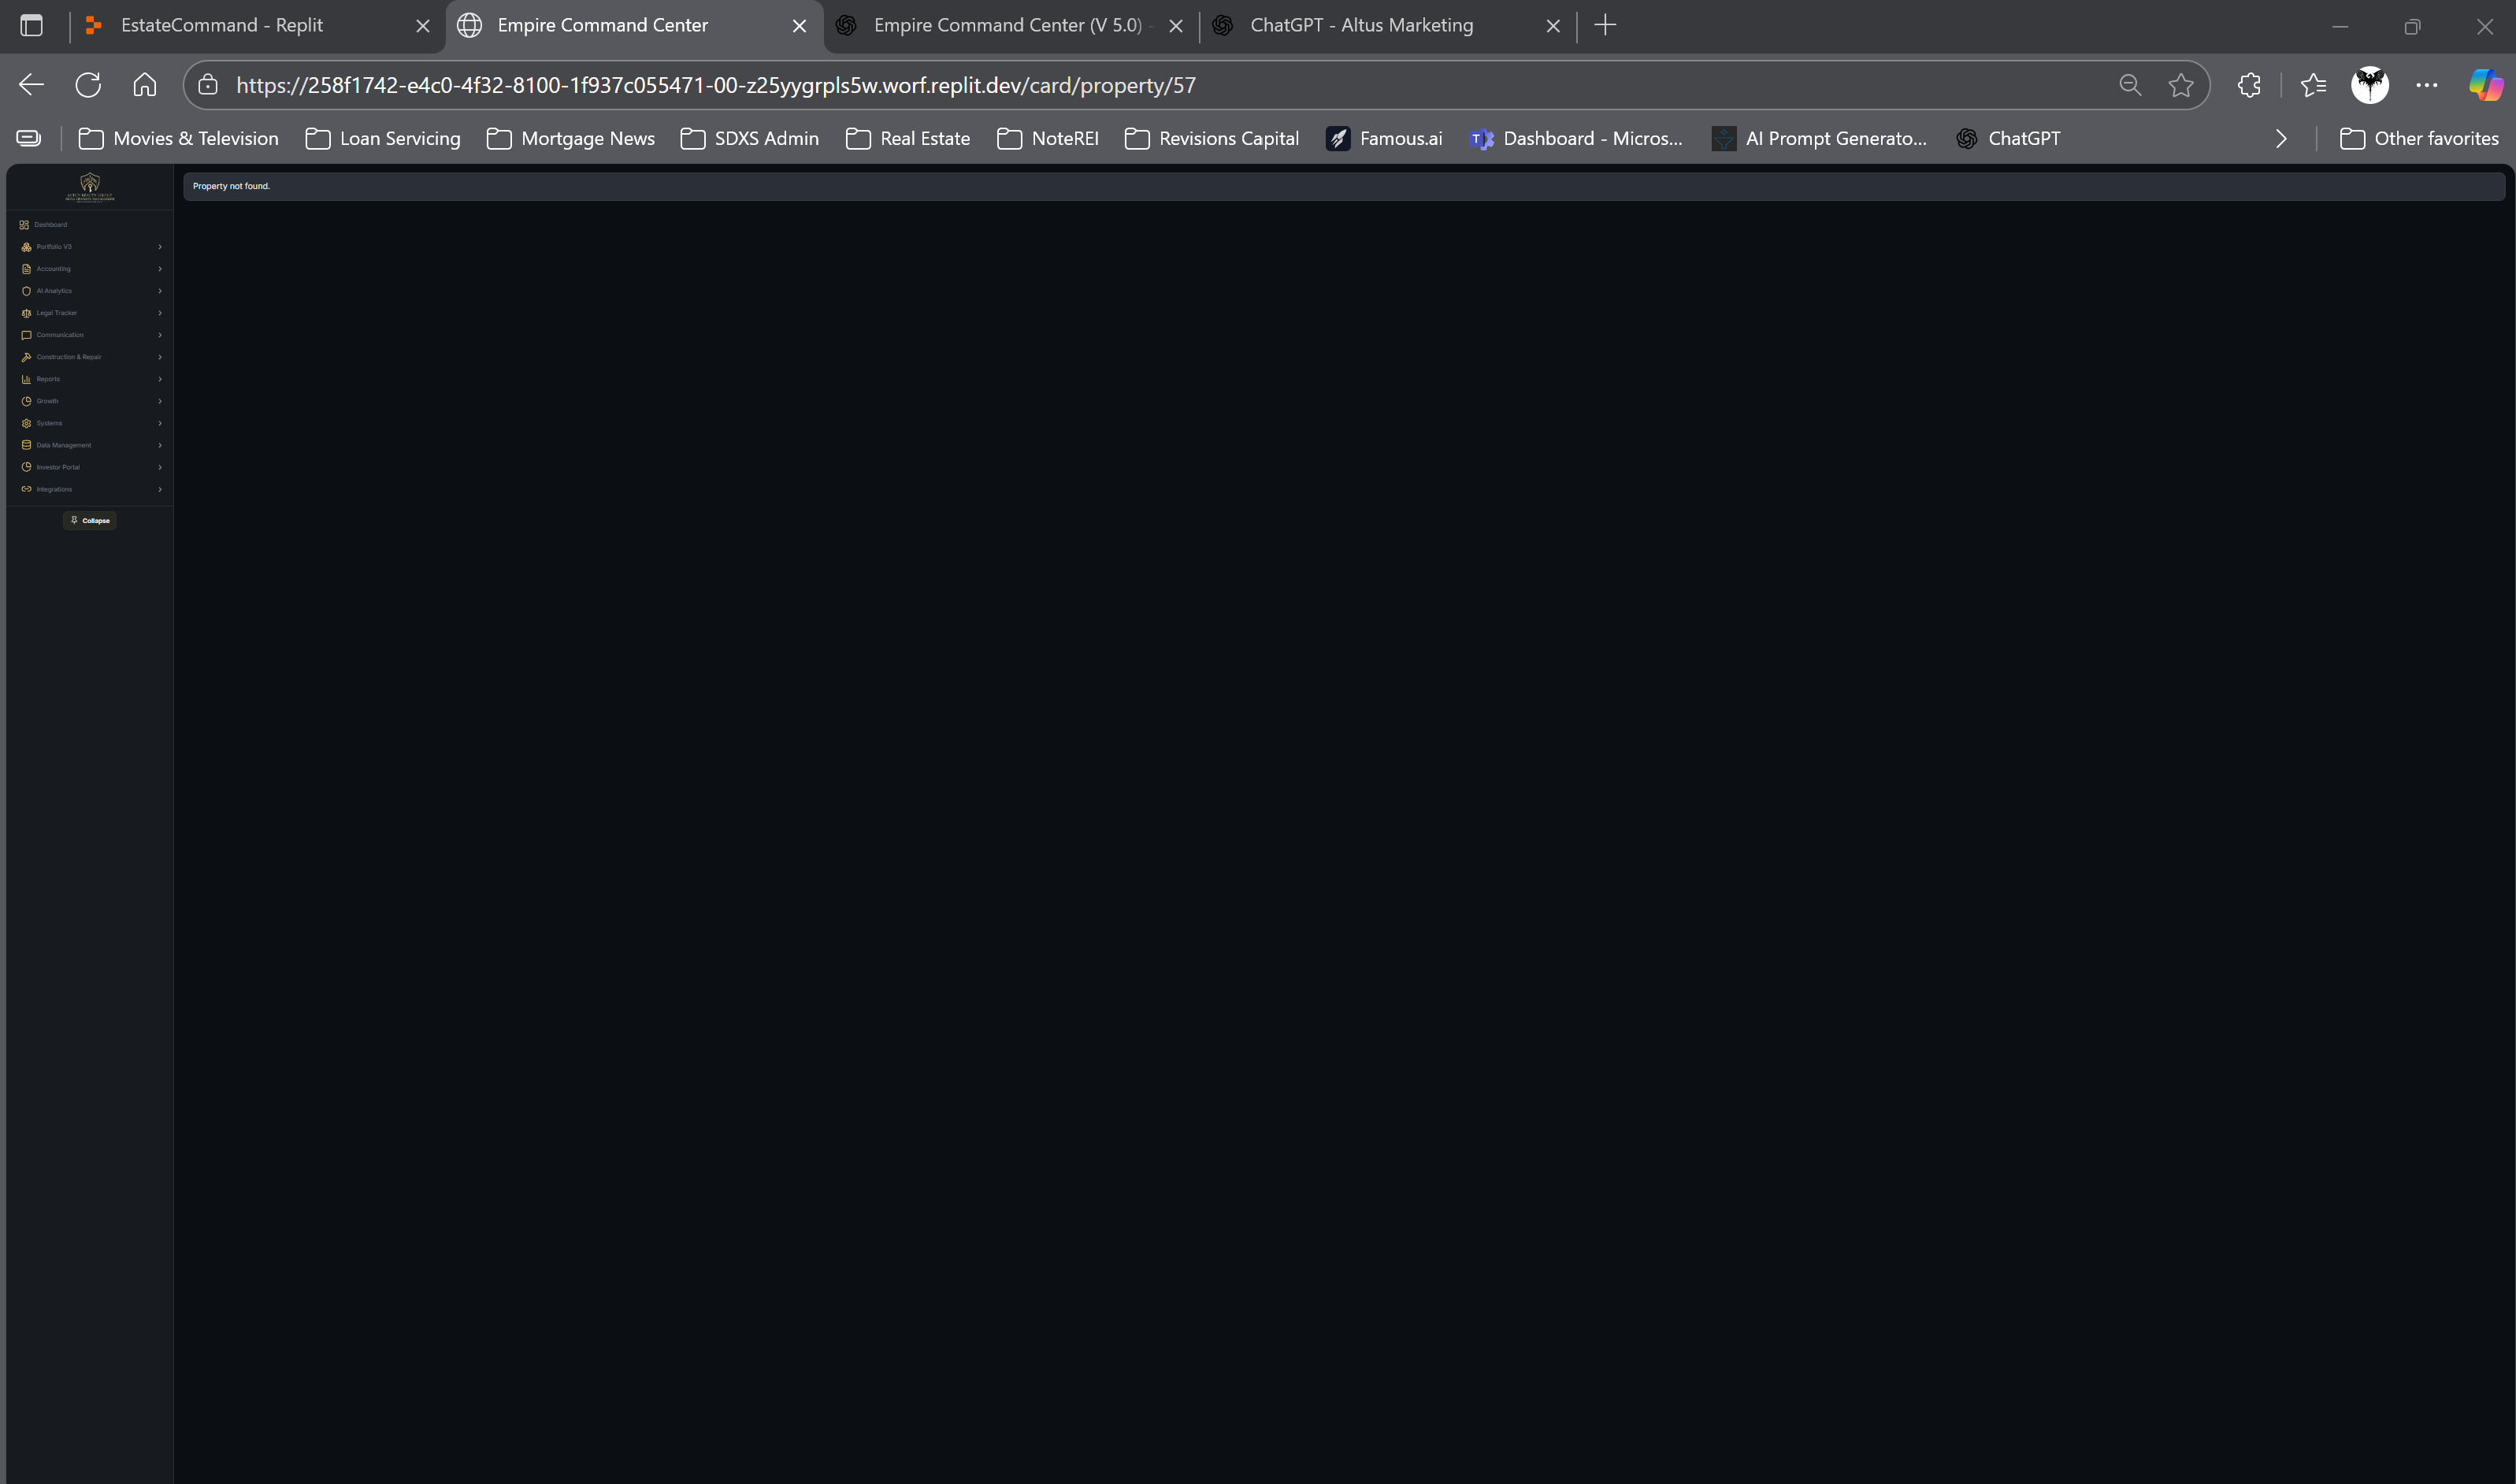 EstateCommand - Replit
Empire Command Center
Empire Command Center (V 5.0) -
ChatGPT - Altus Marketing
https://258f1742-e4c0-4f32-8100-1f937c055471-00-z25yygrpls5w.worf.replit.dev/card/property/57
Movies & Television
Loan Servicing
Mortgage News
SDXS Admin
Real Estate
NoteREI
Revisions Capital
Famous.ai
Dashboard - Micros...
AI Prompt Generato...
ChatGPT
Other favorites
Property not found.
Dashboard
Portfolio V3
Accounting
AI Analytics
Legal Tracker
Communication
Construction & Repair
Reports
Growth
Systems
Data Management
Investor Portal
Integrations
Collapse